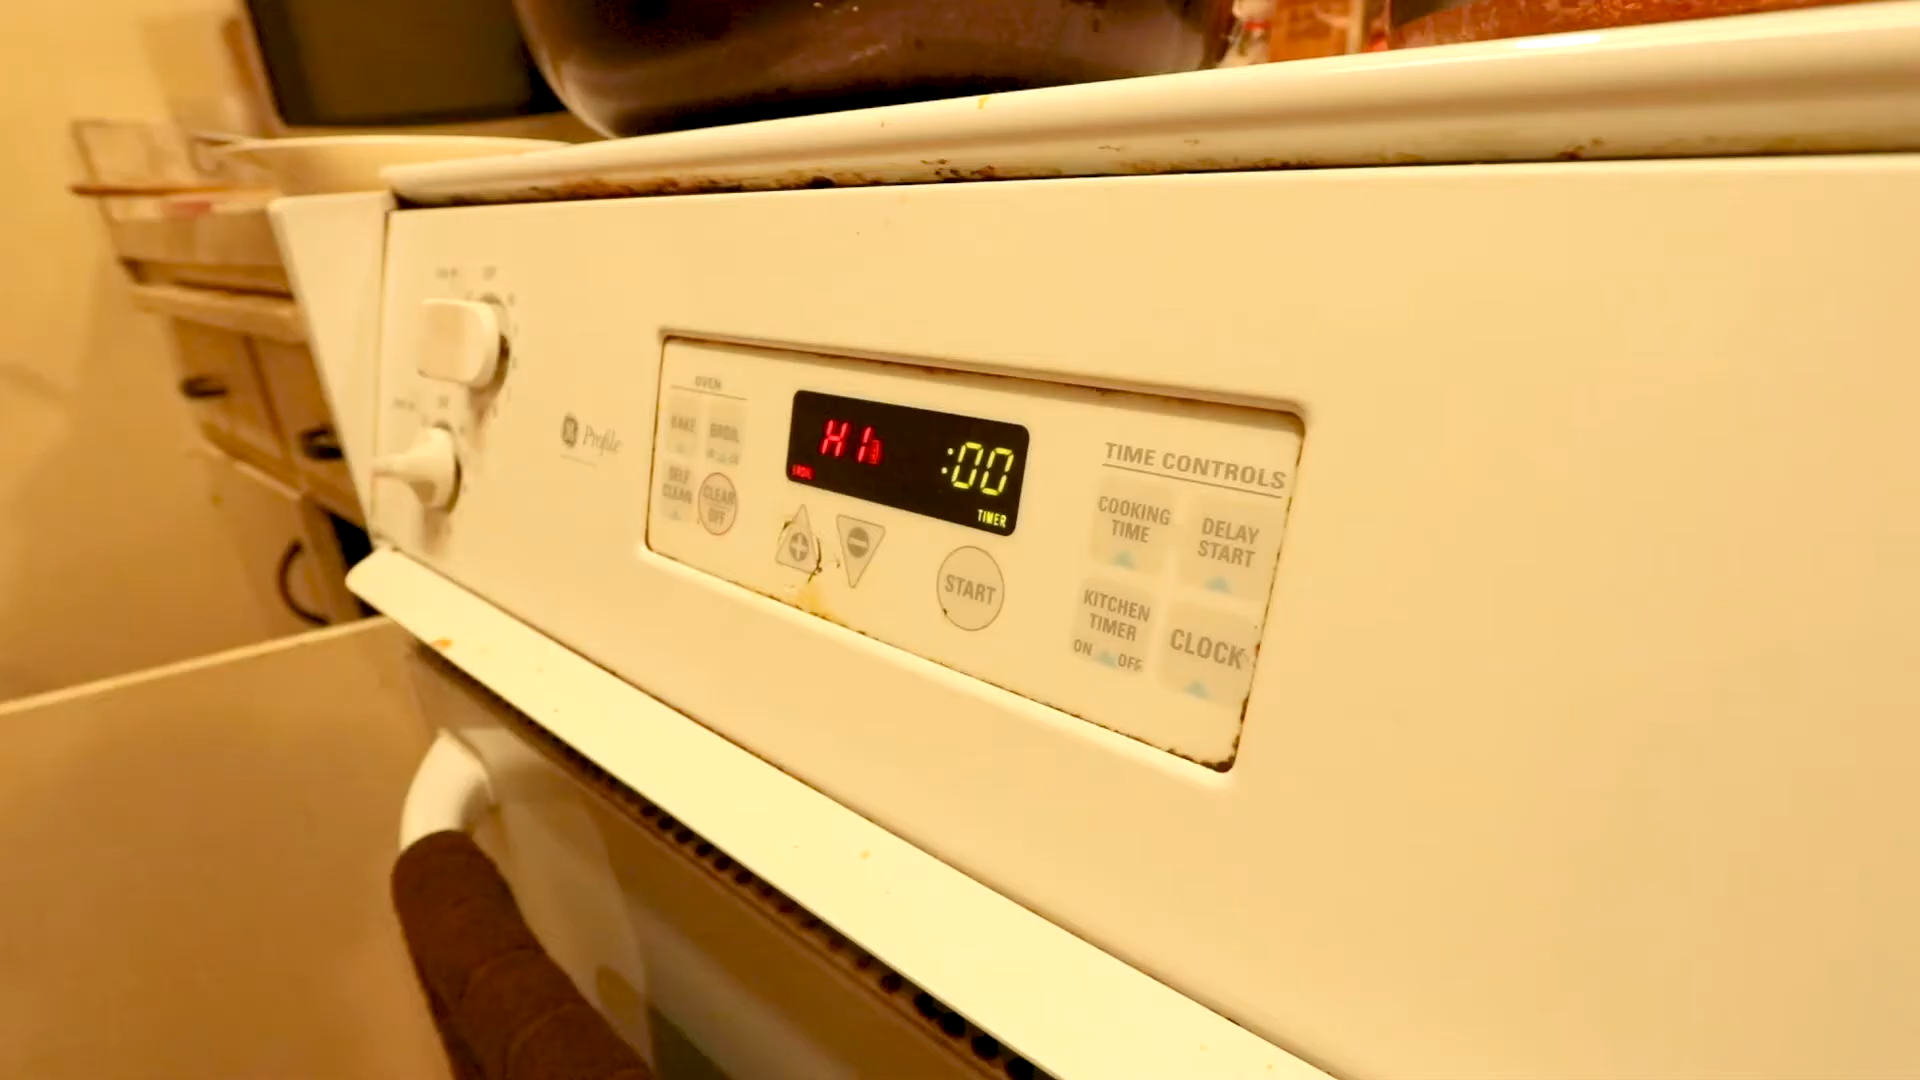 OVEN
BAKE BROIL
SELF CLEAN
CLEAR OFF
Profile
HI
BROIL
:00
TIMER
START
TIME CONTROLS
COOKING TIME
DELAY START
KITCHEN TIMER
ON OFF
CLOCK